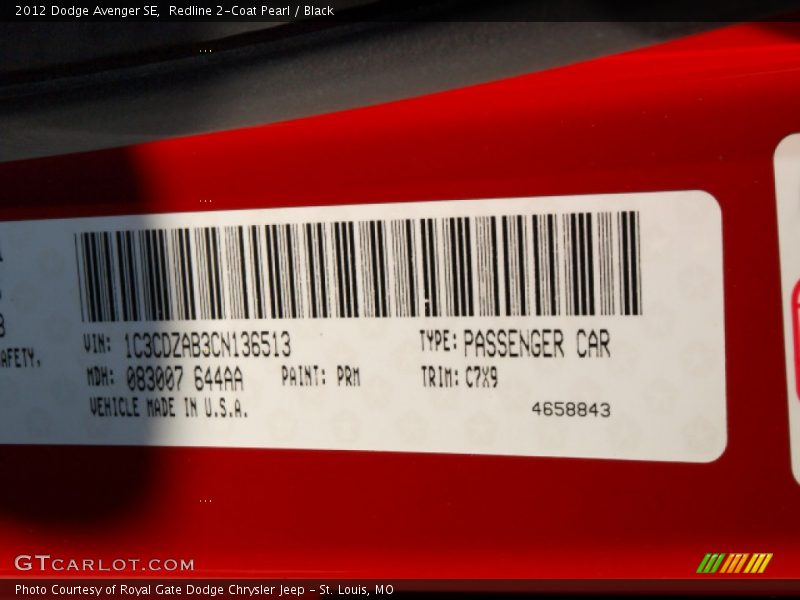 2012 Dodge Avenger SE,  Redline 2-Coat Pearl / Black
AFETY.
VIN: 1C3CDZAB3CN136513 TYPE: PASSENGER CAR
MDH: 083007 644AA PAINT: PRM TRIM: C7X9
VEHICLE MADE IN U.S.A. 4658843
GTCARLOT.COM
Photo Courtesy of Royal Gate Dodge Chrysler Jeep - St. Louis, MO